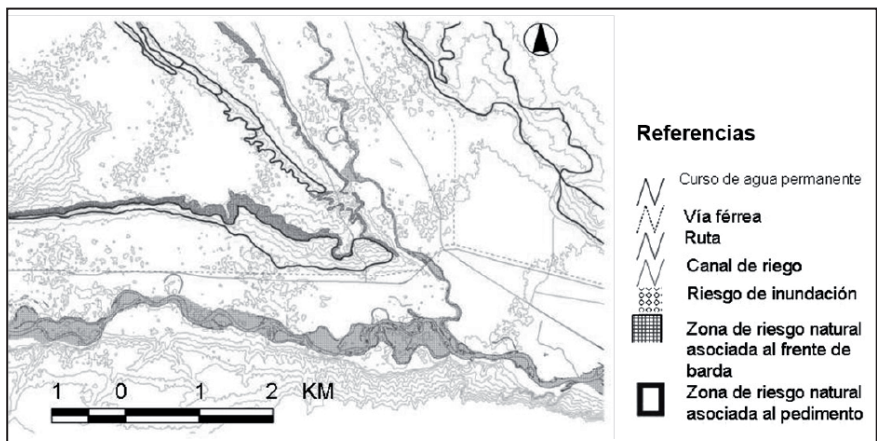 Referencias
Curso de agua permanente
Vía férrea
Ruta
Canal de riego
Riesgo de inundación
Zona de riesgo natural
asociada al frente de
barda
Zona de riesgo natural
asociada al pedimento
1 0 1 2 KM